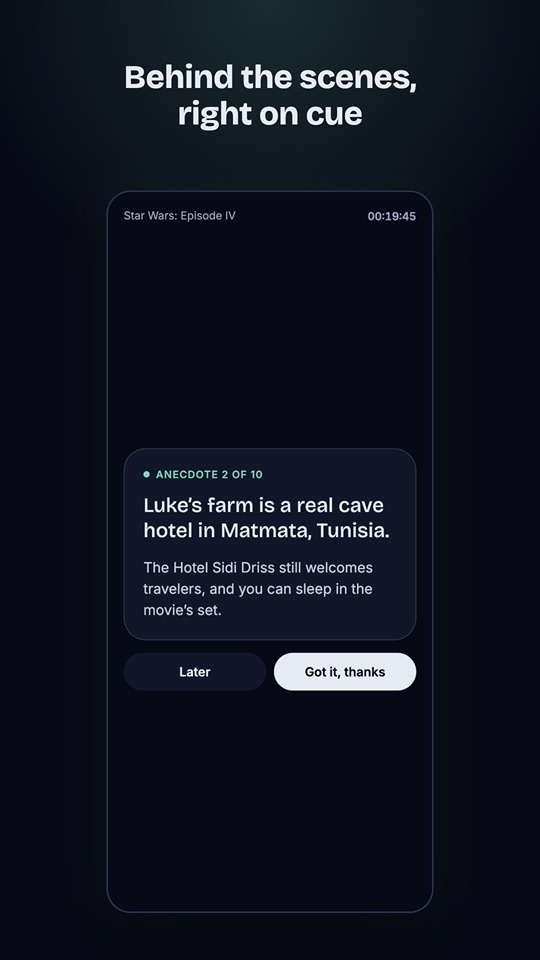 Behind the scenes,
right on cue
Star Wars: Episode IV
00:19:45
ANECDOTE 2 OF 10
Luke’s farm is a real cave
hotel in Matmata, Tunisia.
The Hotel Sidi Driss still welcomes
travelers, and you can sleep in the
movie’s set.
Later
Got it, thanks